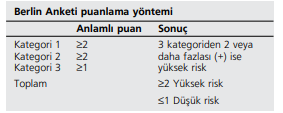 Berlin Anketi puanlama yöntemi
Anlamlı puan Sonuç
Kategori 1 ≥2 3 kategoriden 2 veya
Kategori 2 ≥2 daha fazlası (+) ise
Kategori 3 ≥1 yüksek risk
Toplam ≥2 Yüksek risk
≤1 Düşük risk